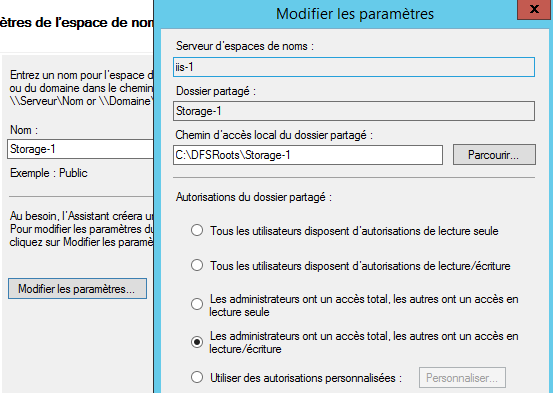 ètres de l'espace de nom
Entrez un nom pour l'espace d
ou du domaine dans le chemin
\\Serveur\Nom or \\Domaine\
Nom :
Storage-1
Exemple : Public
Au besoin, l'Assistant créera un
Pour modifier les paramètres du
cliquez sur Modifier les paramè
Modifier les paramètres...
Modifier les paramètres
x
Serveur d'espaces de noms :
iis-1
Dossier partagé :
Storage-1
Chemin d'accès local du dossier partagé :
C:\DFSRoots\Storage-1
Parcourir...
Autorisations du dossier partagé :
Tous les utilisateurs disposent d'autorisations de lecture seule
Tous les utilisateurs disposent d'autorisations de lecture/écriture
Les administrateurs ont un accès total, les autres ont un accès en
lecture seule
Les administrateurs ont un accès total, les autres ont un accès en
lecture/écriture
Utiliser des autorisations personnalisées :
Personnaliser...